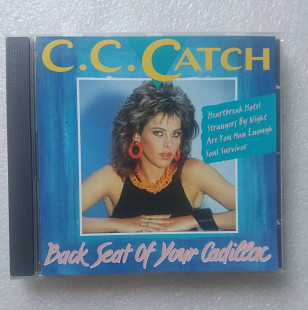 C.C. CATCH
Heartbreak Hotel
Strangers By Night
Are You Man Enough
Soul Survivor
Back Seat Of Your Cadillac